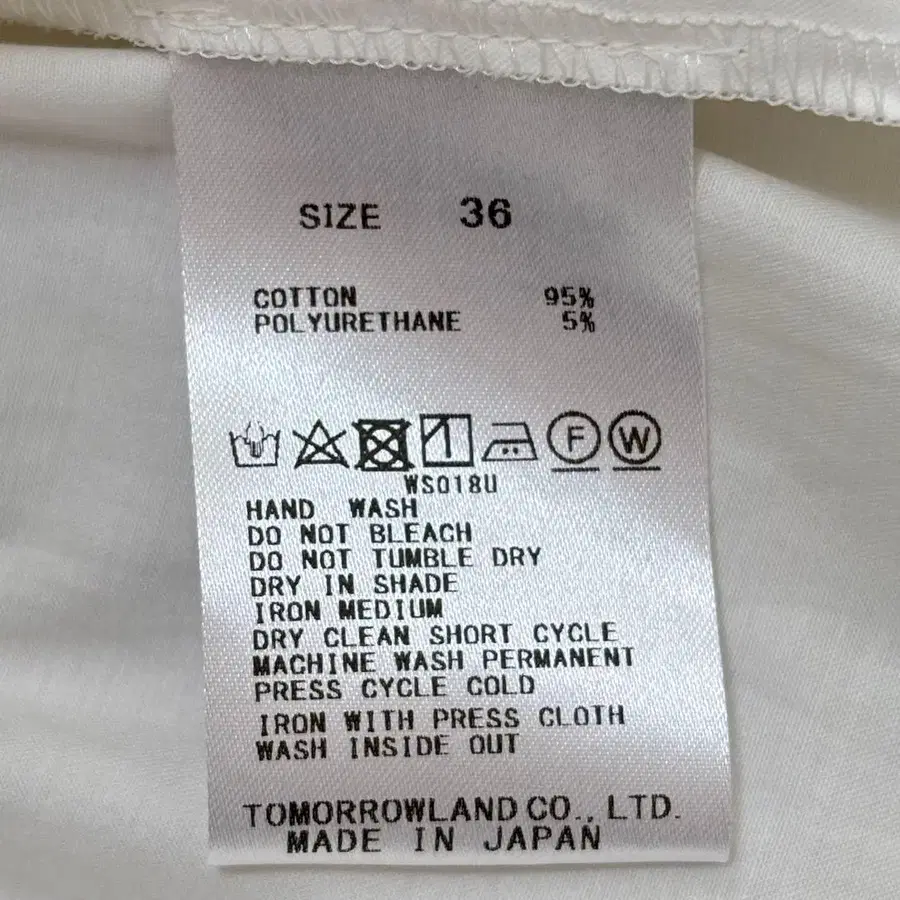 SIZE 36
COTTON 95%
POLYURETHANE 5%
F W
WS018U
HAND WASH
DO NOT BLEACH
DO NOT TUMBLE DRY
DRY IN SHADE
IRON MEDIUM
DRY CLEAN SHORT CYCLE
MACHINE WASH PERMANENT
PRESS CYCLE COLD
IRON WITH PRESS CLOTH
WASH INSIDE OUT
TOMORROWLAND CO., LTD.
MADE IN JAPAN